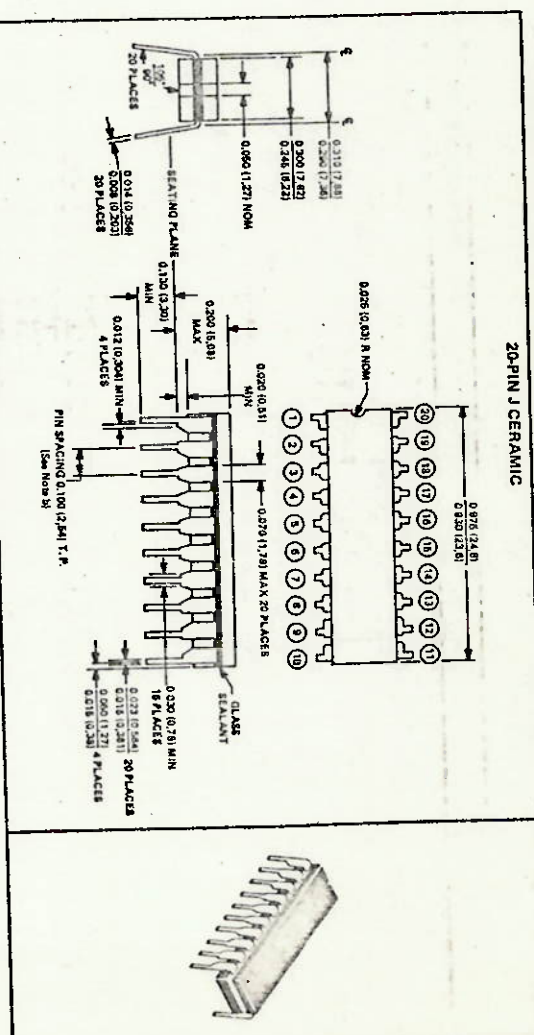 20-PIN J CERAMIC
0.975 (24,8)
0.930 (23,6)
20 19 18 17 16 15 14 13 12 11
0.025 (0,63) R NOM
1 2 3 4 5 6 7 8 9 10
℄ ℄
0.310 (7,88)
0.290 (7,36)
0.300 (7,62)
0.245 (6,22)
0.050 (1,27) NOM
105°
90°
20 PLACES
SEATING PLANE
0.014 (0,356)
0.008 (0,203)
20 PLACES
0.020 (0,51)
MIN
0.070 (1,78) MAX 20 PLACES
GLASS
SEALANT
0.200 (5,08)
MAX
0.130 (3,30)
MIN
0.012 (0,304) MIN
4 PLACES
0.030 (0,76) MIN
16 PLACES
0.023 (0,584)
0.015 (0,381)
20 PLACES
0.050 (1,27)
0.015 (0,38)
4 PLACES
PIN SPACING 0.100 (2,54) T.P.
(See Note b)